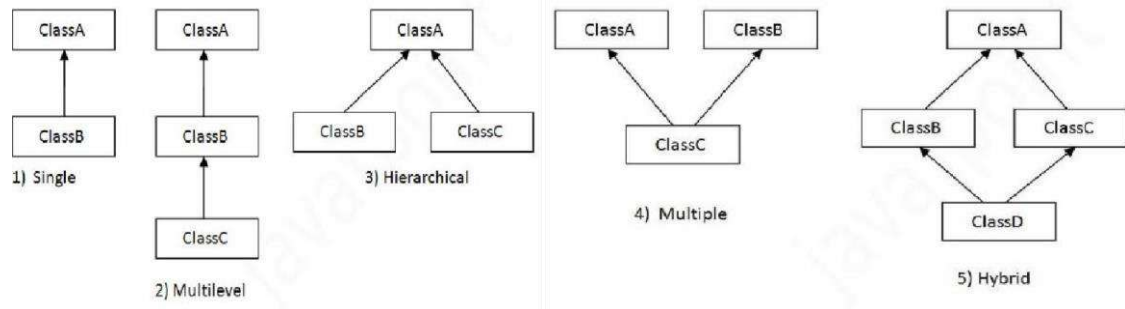 ClassA
ClassB
1) Single
ClassA
ClassB
ClassC
2) Multilevel
ClassA
ClassB
ClassC
3) Hierarchical
ClassA
ClassB
ClassC
4) Multiple
ClassA
ClassB
ClassC
ClassD
5) Hybrid